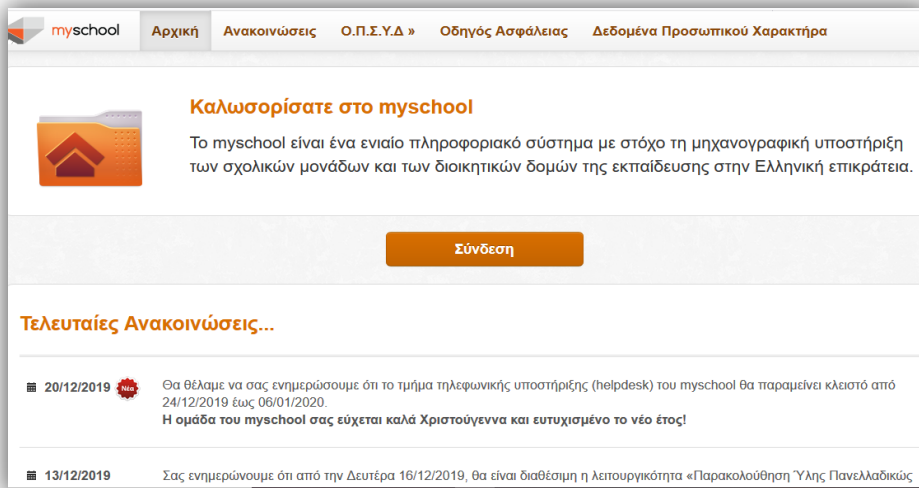 myschool
Αρχική Ανακοινώσεις Ο.Π.Σ.Υ.Δ » Οδηγός Ασφάλειας Δεδομένα Προσωπικού Χαρακτήρα
Καλωσορίσατε στο myschool
Το myschool είναι ένα ενιαίο πληροφοριακό σύστημα με στόχο τη μηχανογραφική υποστήριξη
των σχολικών μονάδων και των διοικητικών δομών της εκπαίδευσης στην Ελληνική επικράτεια.
Σύνδεση
Τελευταίες Ανακοινώσεις...
20/12/2019 Νέα Θα θέλαμε να σας ενημερώσουμε ότι το τμήμα τηλεφωνικής υποστήριξης (helpdesk) του myschool θα παραμείνει κλειστό από
24/12/2019 έως 06/01/2020.
Η ομάδα του myschool σας εύχεται καλά Χριστούγεννα και ευτυχισμένο το νέο έτος!
13/12/2019 Σας ενημερώνουμε ότι από την Δευτέρα 16/12/2019, θα είναι διαθέσιμη η λειτουργικότητα «Παρακολούθηση Ύλης Πανελλαδικώς